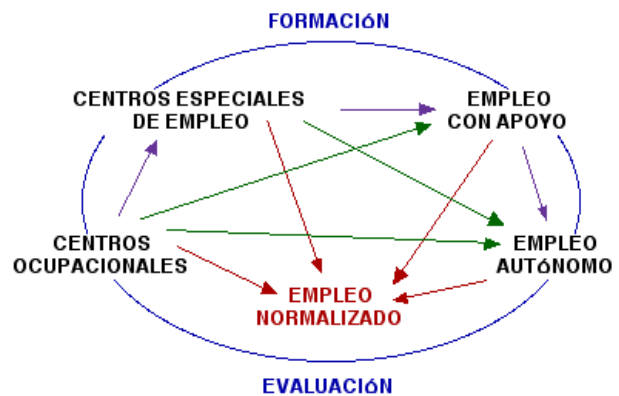 FORMACIóN
CENTROS ESPECIALES
DE EMPLEO
EMPLEO
CON APOYO
CENTROS
OCUPACIONALES
EMPLEO
AUTóNOMO
EMPLEO
NORMALIZADO
EVALUACIóN